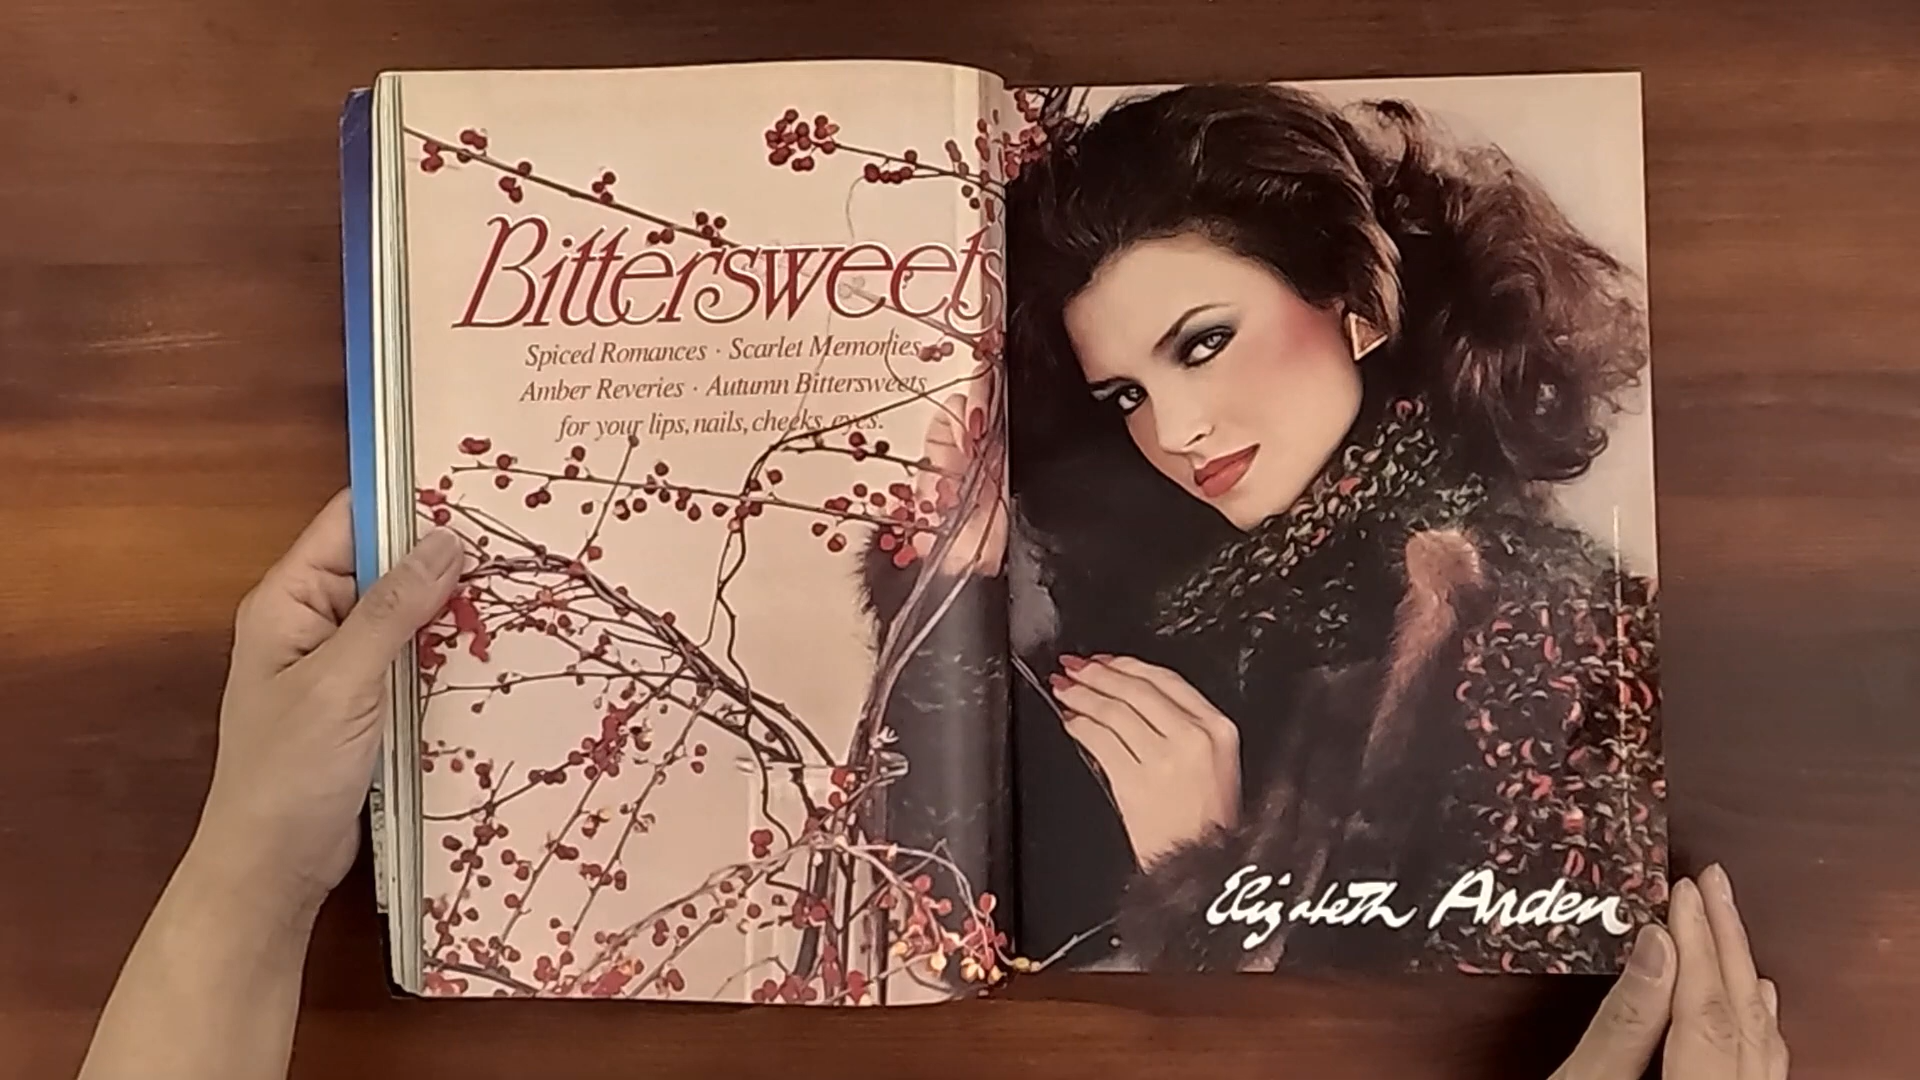 Bittersweets
Spiced Romances · Scarlet Memories
Amber Reveries · Autumn Bittersweets
for your lips, nails, cheeks, eyes.
Elizabeth Arden